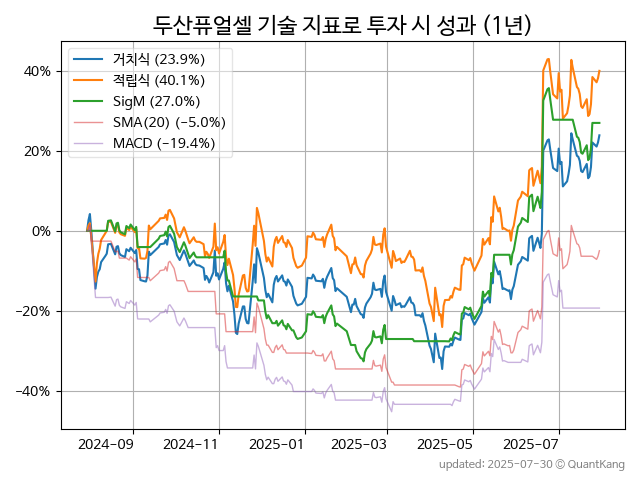 두산퓨얼셀 기술 지표로 투자 시 성과 (1년)
거치식 (23.9%)
적립식 (40.1%)
SigM (27.0%)
SMA(20) (−5.0%)
MACD (−19.4%)
40%
20%
0%
−20%
−40%
2024-09
2024-11
2025-01
2025-03
2025-05
2025-07
updated: 2025-07-30 © QuantKang